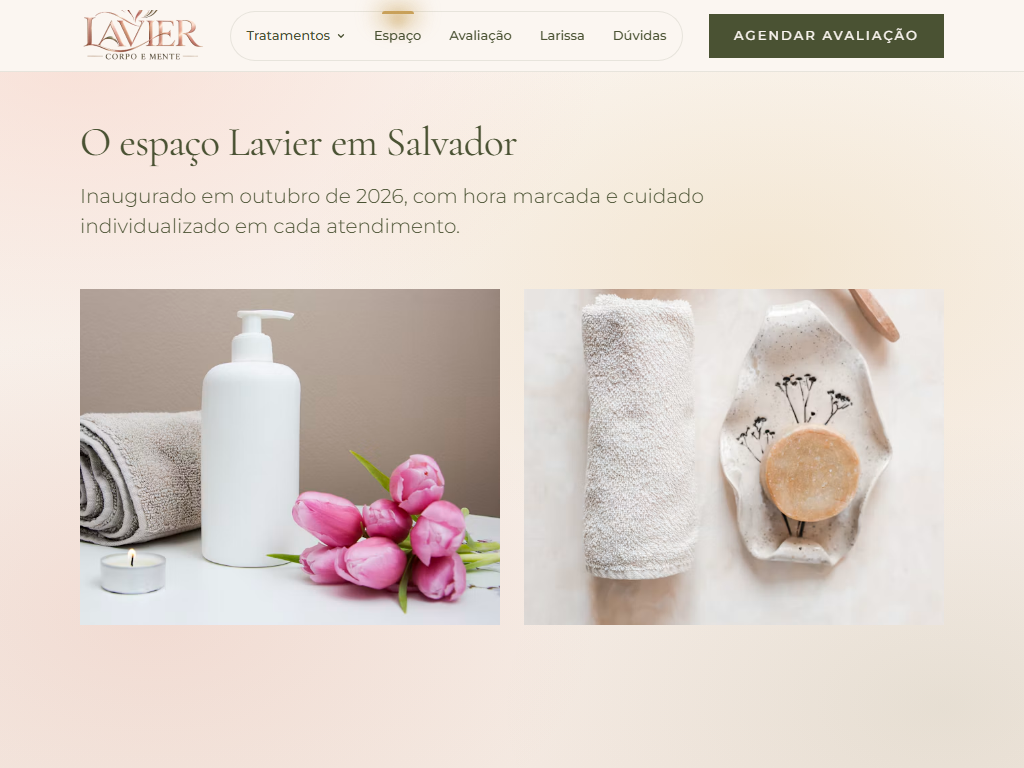 LAVIER
CORPO E MENTE
Tratamentos
Espaço
Avaliação
Larissa
Dúvidas
AGENDAR AVALIAÇÃO
O espaço Lavier em Salvador
Inaugurado em outubro de 2026, com hora marcada e cuidado
individualizado em cada atendimento.